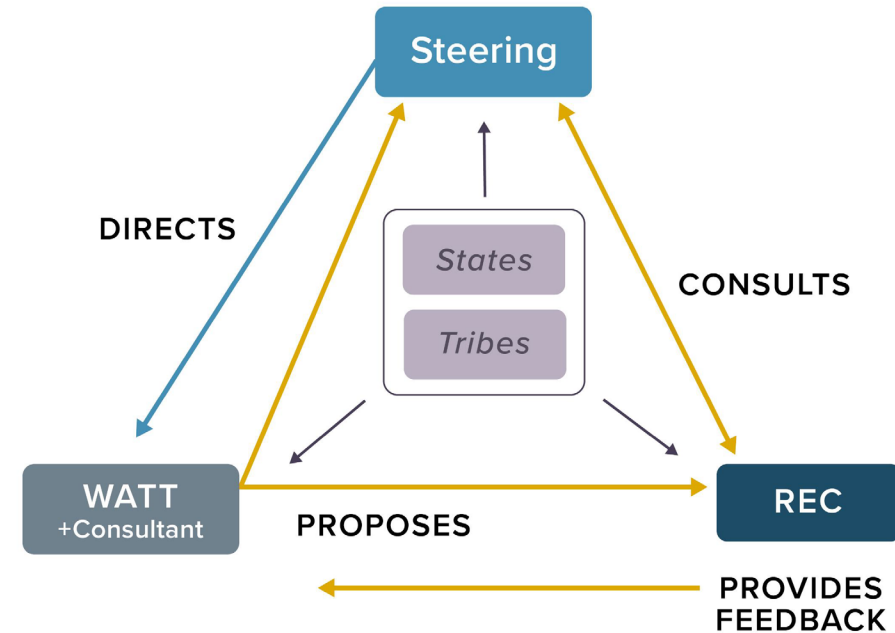 Steering
DIRECTS
States
CONSULTS
Tribes
WATT
+Consultant
REC
PROPOSES
PROVIDES
FEEDBACK